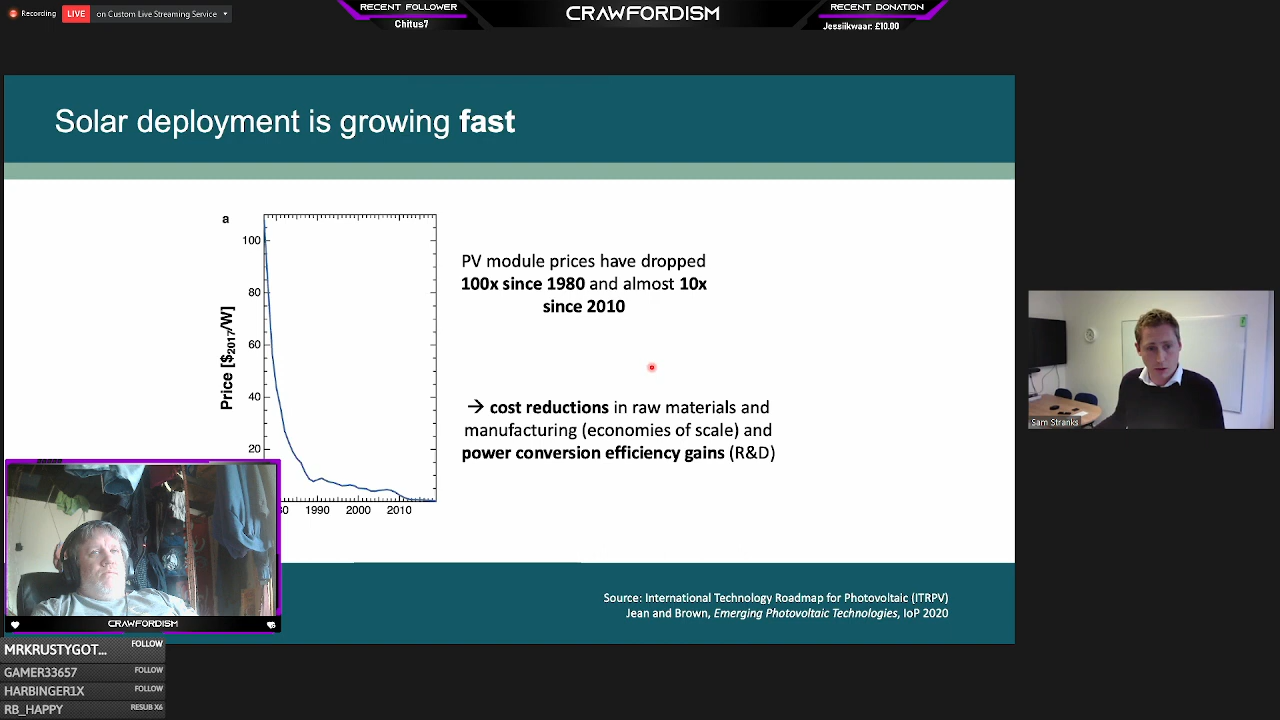 Recording
LIVE
on Custom Live Streaming Service
RECENT FOLLOWER
Chitus7
CRAWFORDISM
RECENT DONATION
Jessiikwaar: £10.00
Solar deployment is growing fast
a
100
80
60
40
20
Price [$2017/W]
80
1990
2000
2010
PV module prices have dropped
100x since 1980 and almost 10x
since 2010
→ cost reductions in raw materials and
manufacturing (economies of scale) and
power conversion efficiency gains (R&D)
Sam Stranks
Source: International Technology Roadmap for Photovoltaic (ITRPV)
Jean and Brown, Emerging Photovoltaic Technologies, IoP 2020
CRAWFORDISM
MRKRUSTYGOT... FOLLOW
GAMER33657 FOLLOW
HARBINGER1X FOLLOW
RB_HAPPY RESUB X6